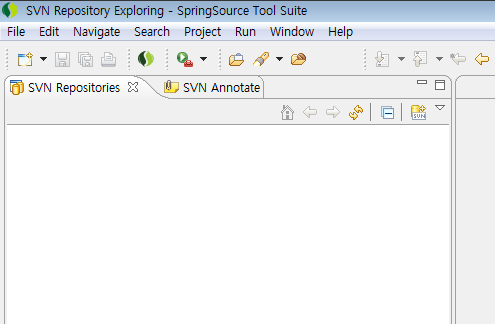 SVN Repository Exploring - SpringSource Tool Suite
File Edit Navigate Search Project Run Window Help
SVN Repositories SVN Annotate
SVN